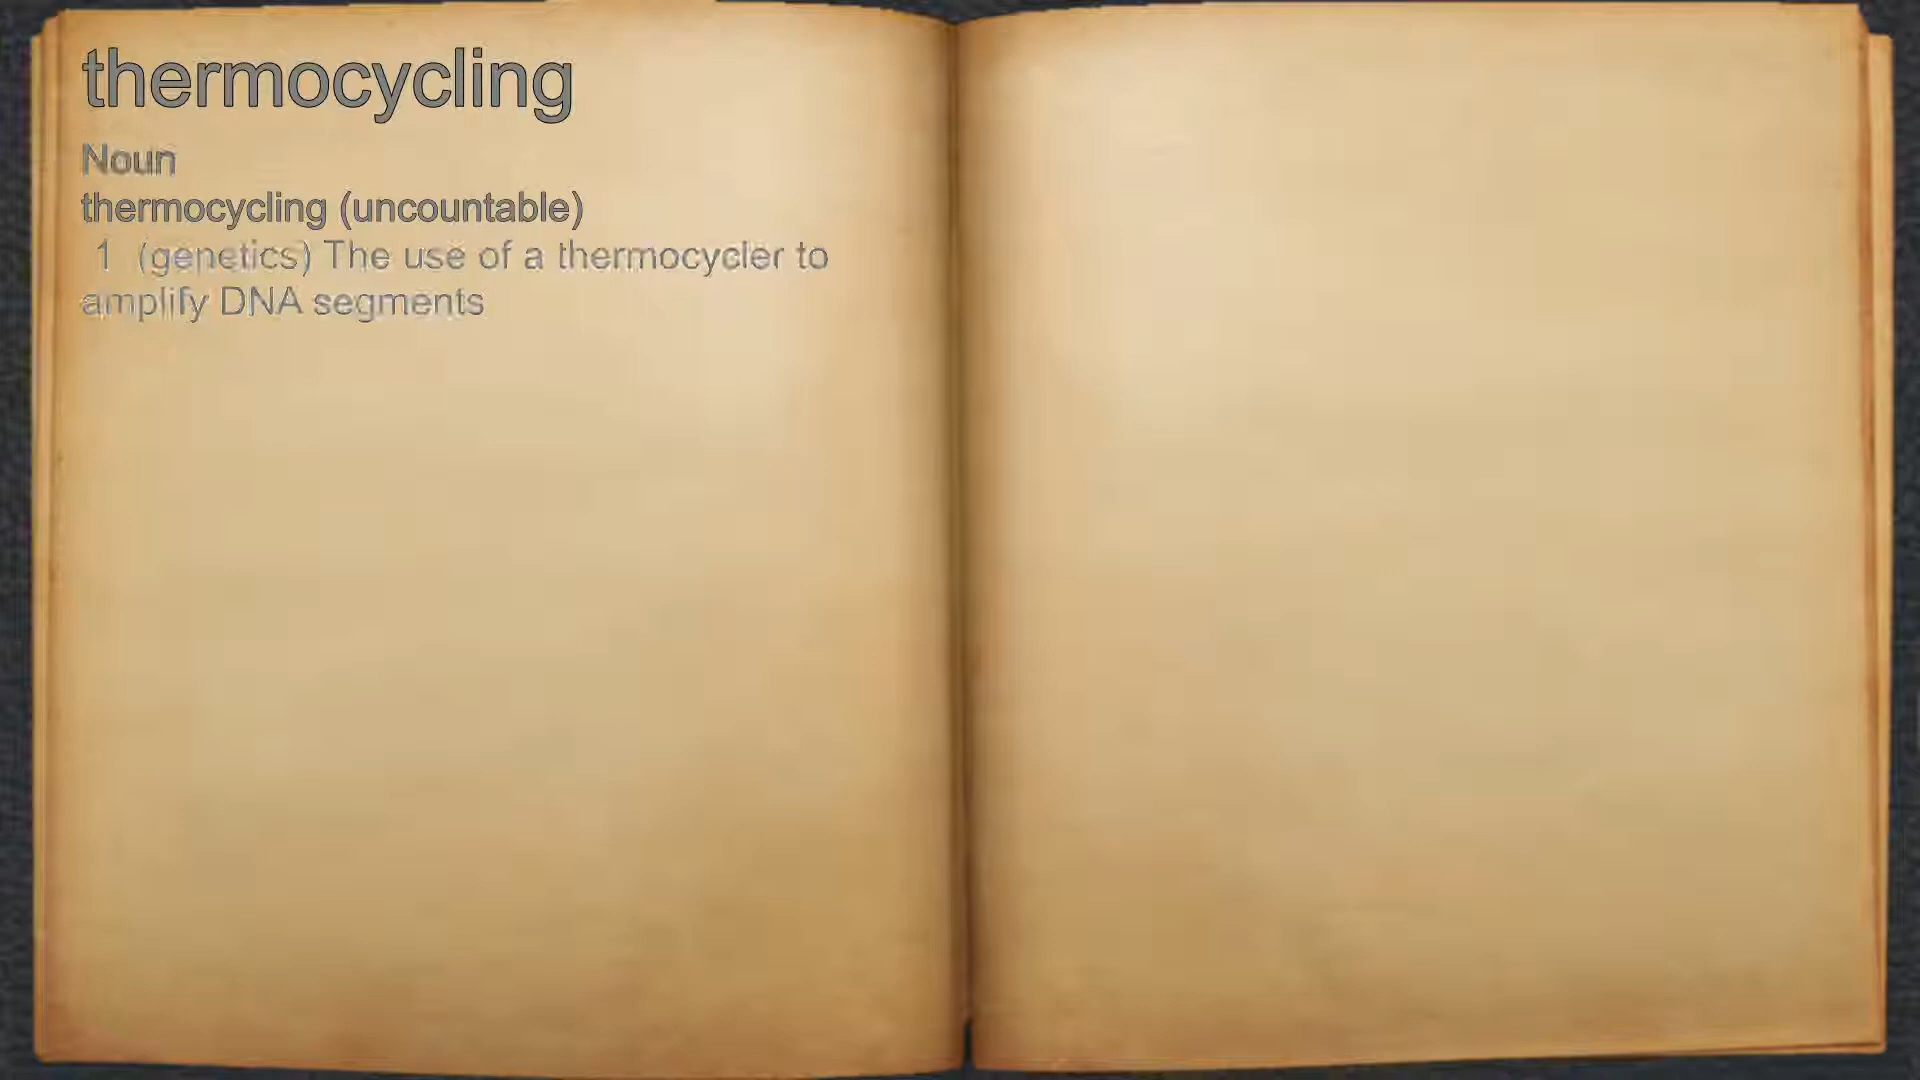 thermocycling
Noun
thermocycling (uncountable)
1 (genetics) The use of a thermocycler to
amplify DNA segments